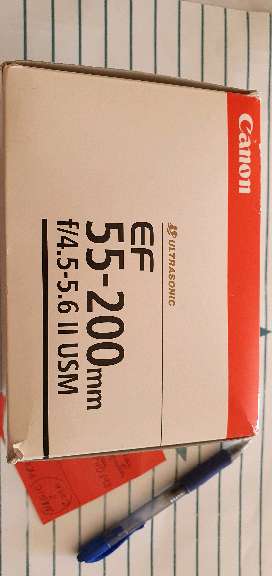 Canon
ULTRASONIC
EF
55-200mm
f/4.5-5.6 II USM